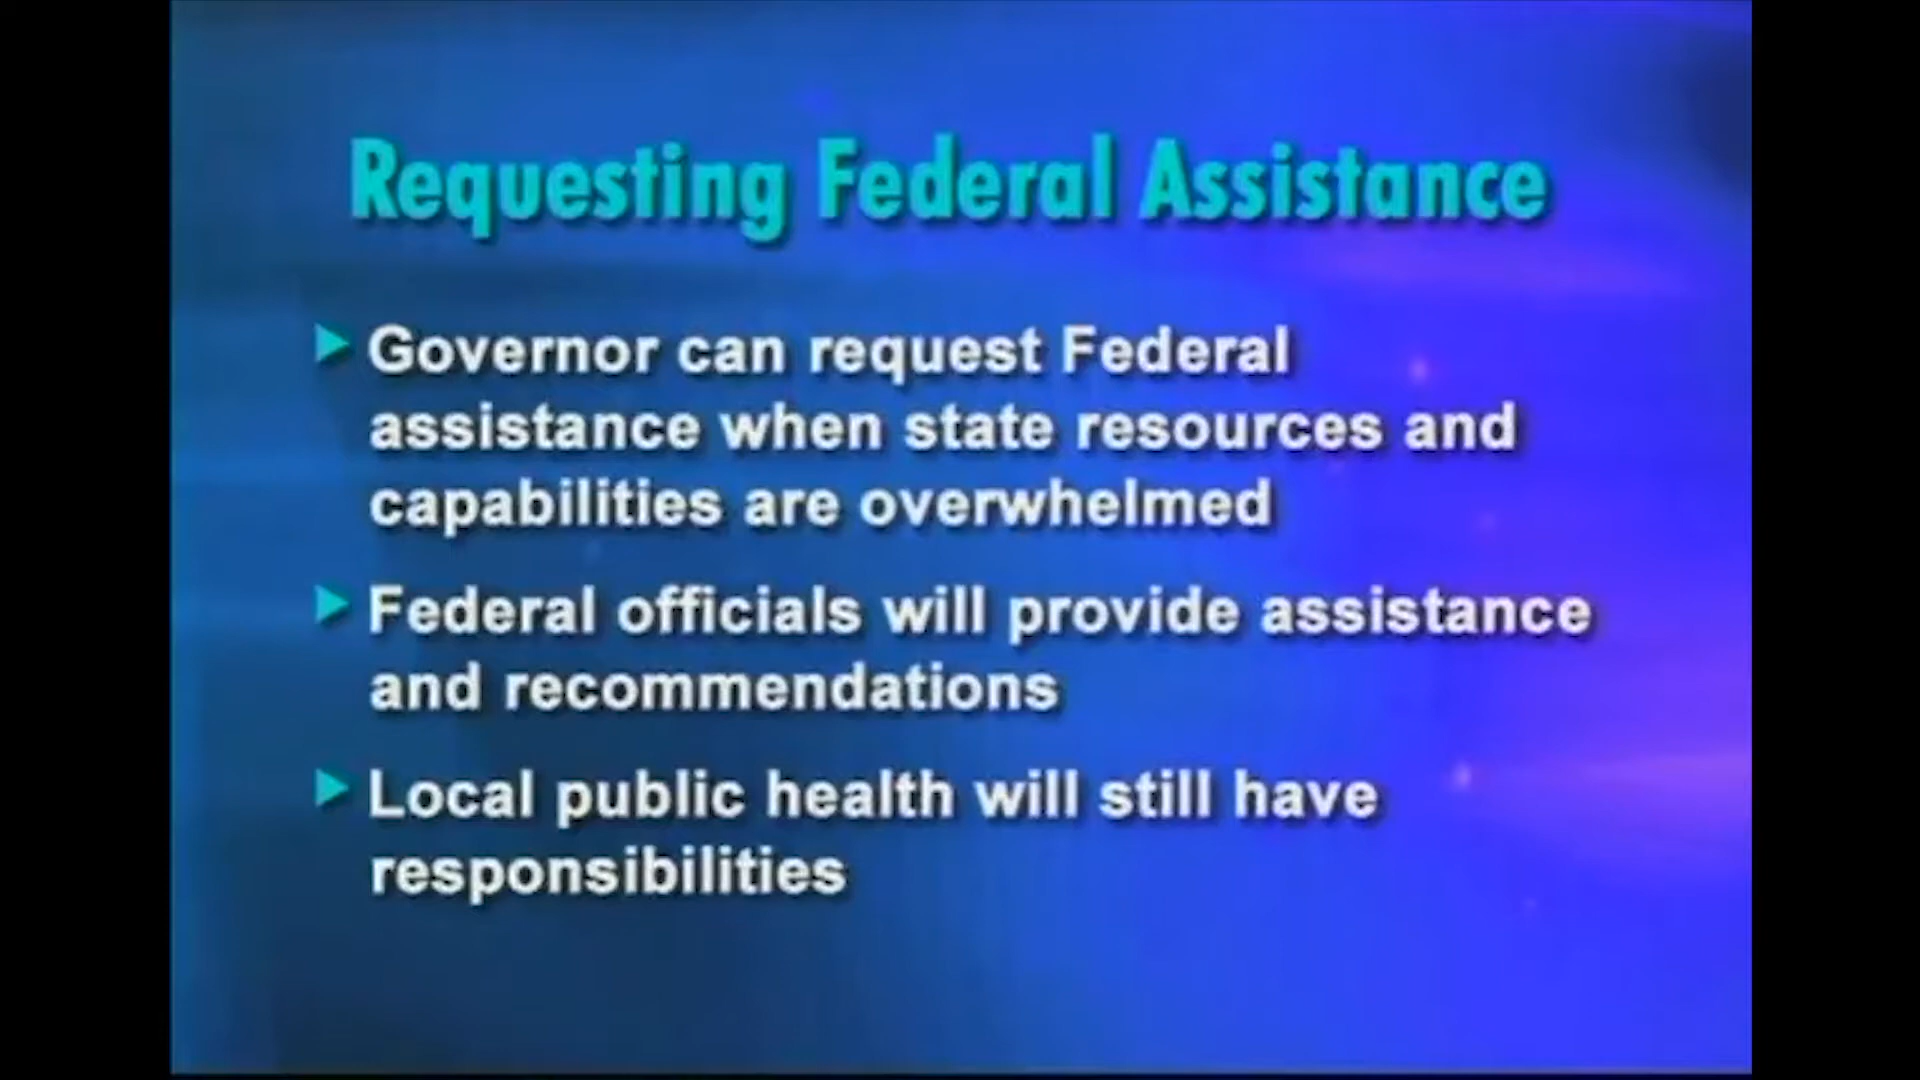 Requesting Federal Assistance
Governor can request Federal
assistance when state resources and
capabilities are overwhelmed
Federal officials will provide assistance
and recommendations
Local public health will still have
responsibilities